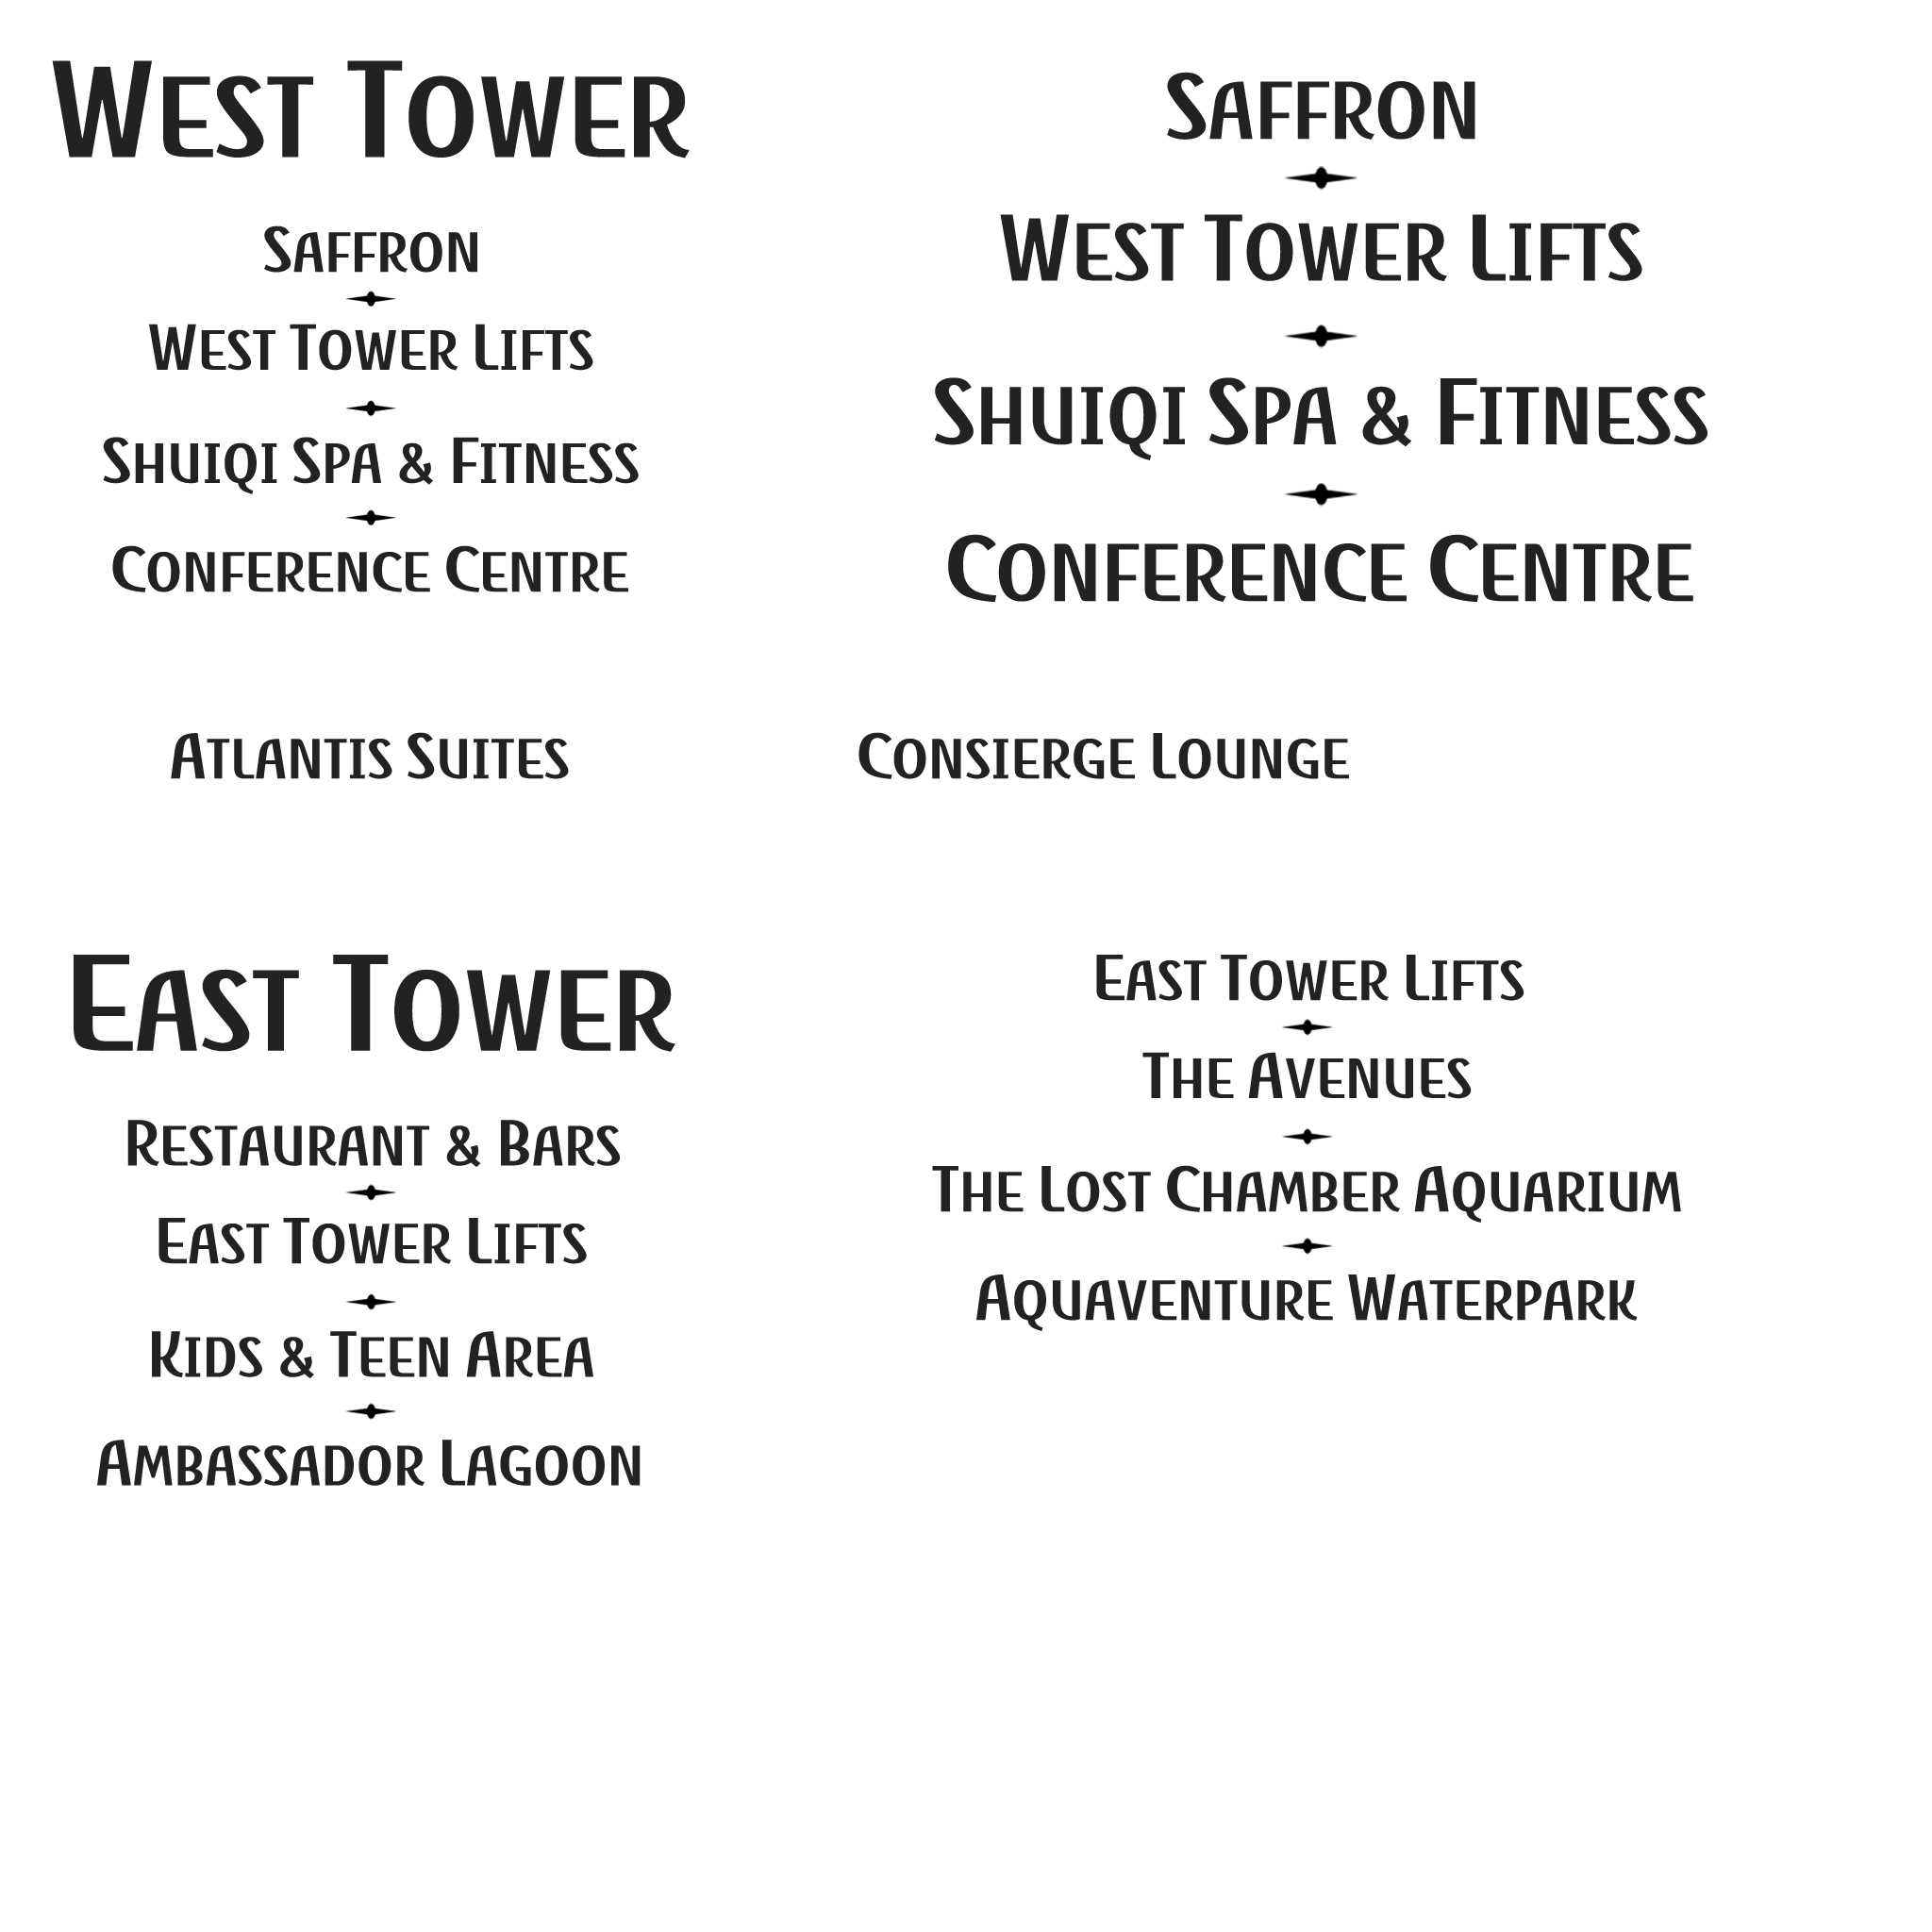 West Tower
Saffron
West Tower Lifts
Shuiqi Spa & Fitness
Conference Centre
Saffron
West Tower Lifts
Shuiqi Spa & Fitness
Conference Centre
Atlantis Suites
Consierge Lounge
East Tower
Restaurant & Bars
East Tower Lifts
Kids & Teen Area
Ambassador Lagoon
East Tower Lifts
The Avenues
The Lost Chamber Aquarium
Aquaventure Waterpark